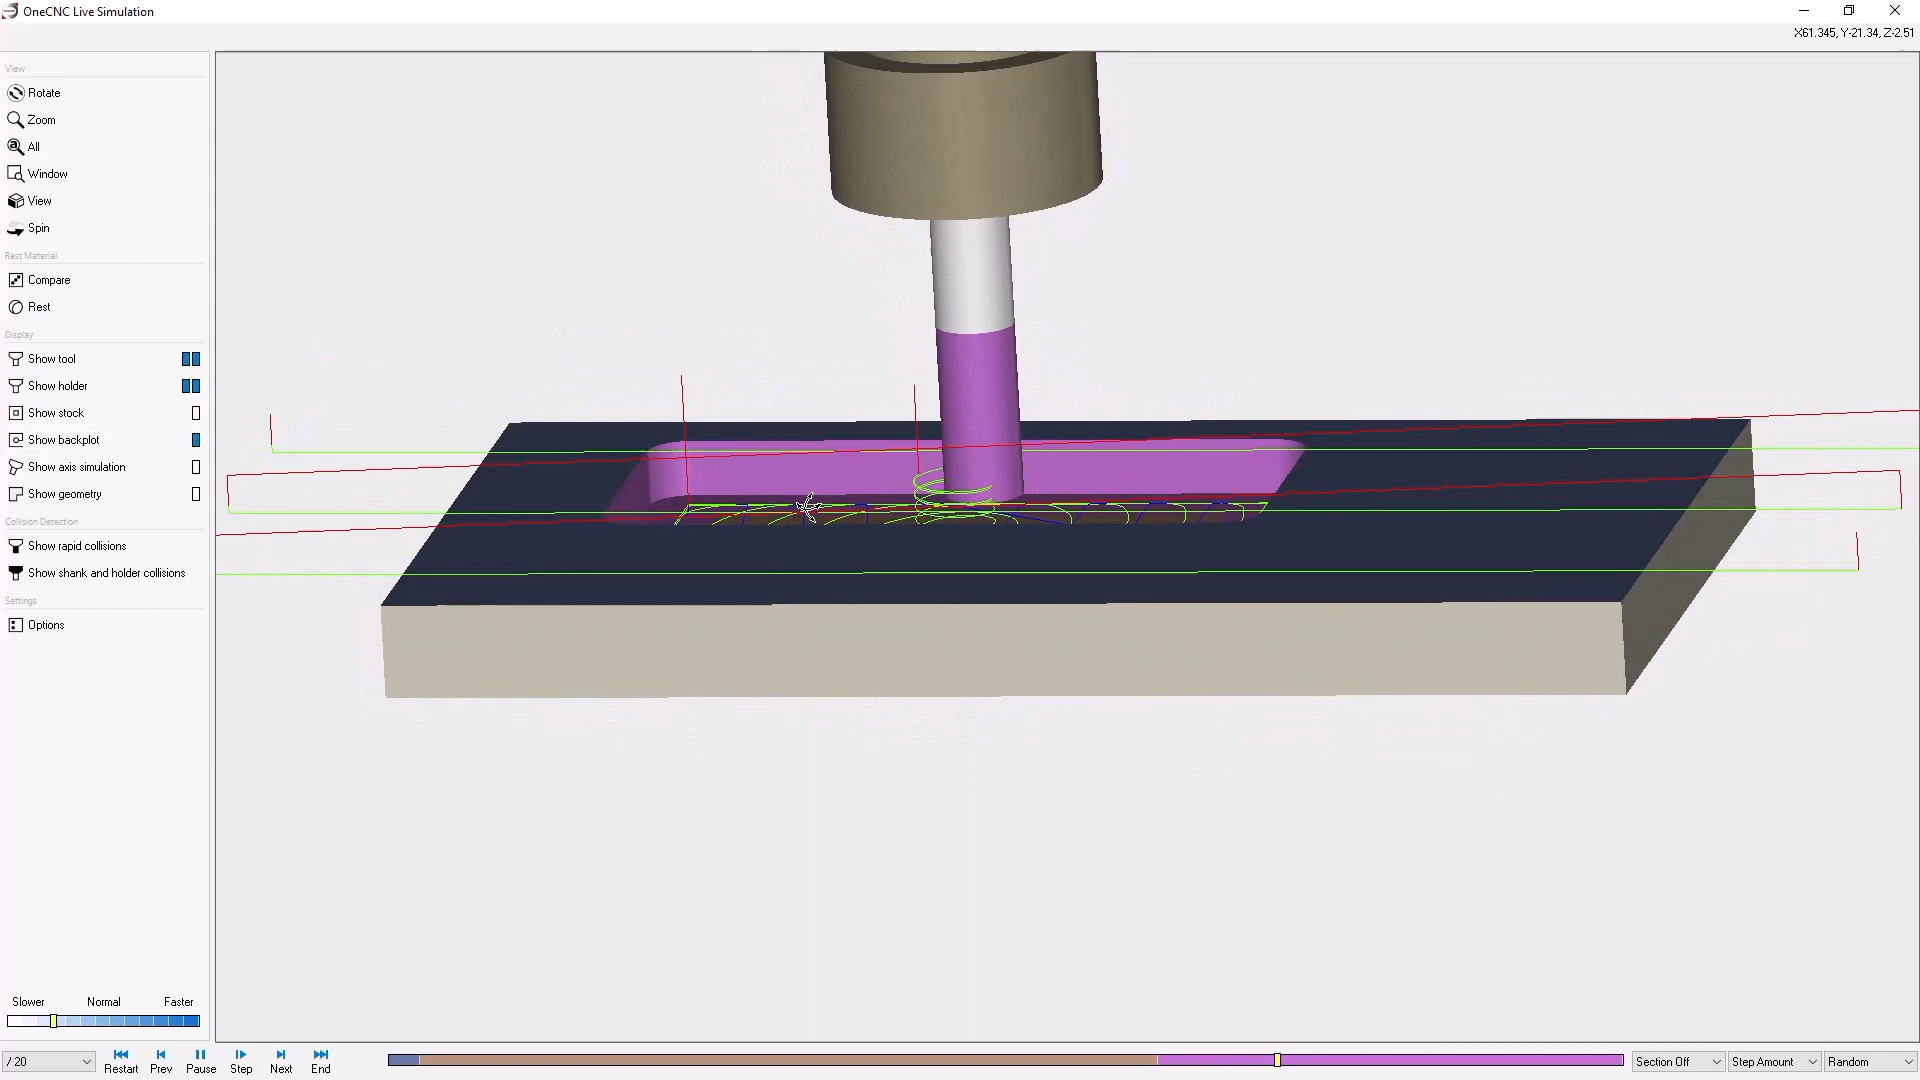 OneCNC Live Simulation
X61.345, Y-21.34, Z-2.51
View
Rotate
Zoom
All
Window
View
Spin
Rest Material
Compare
Rest
Display
Show tool
Show holder
Show stock
Show backplot
Show axis simulation
Show geometry
Collision Detection
Show rapid collisions
Show shank and holder collisions
Settings
Options
Slower Normal Faster
/ 20
Restart Prev Pause Step Next End
Section Off Step Amount Random